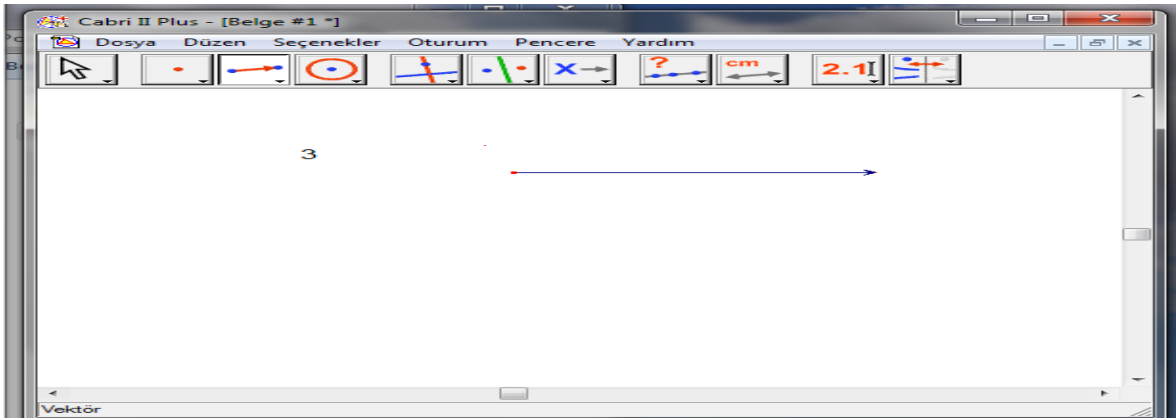 Cabri II Plus - [Belge #1 *]
Dosya Düzen Seçenekler Oturum Pencere Yardım
? cm 2.1
3
Vektör